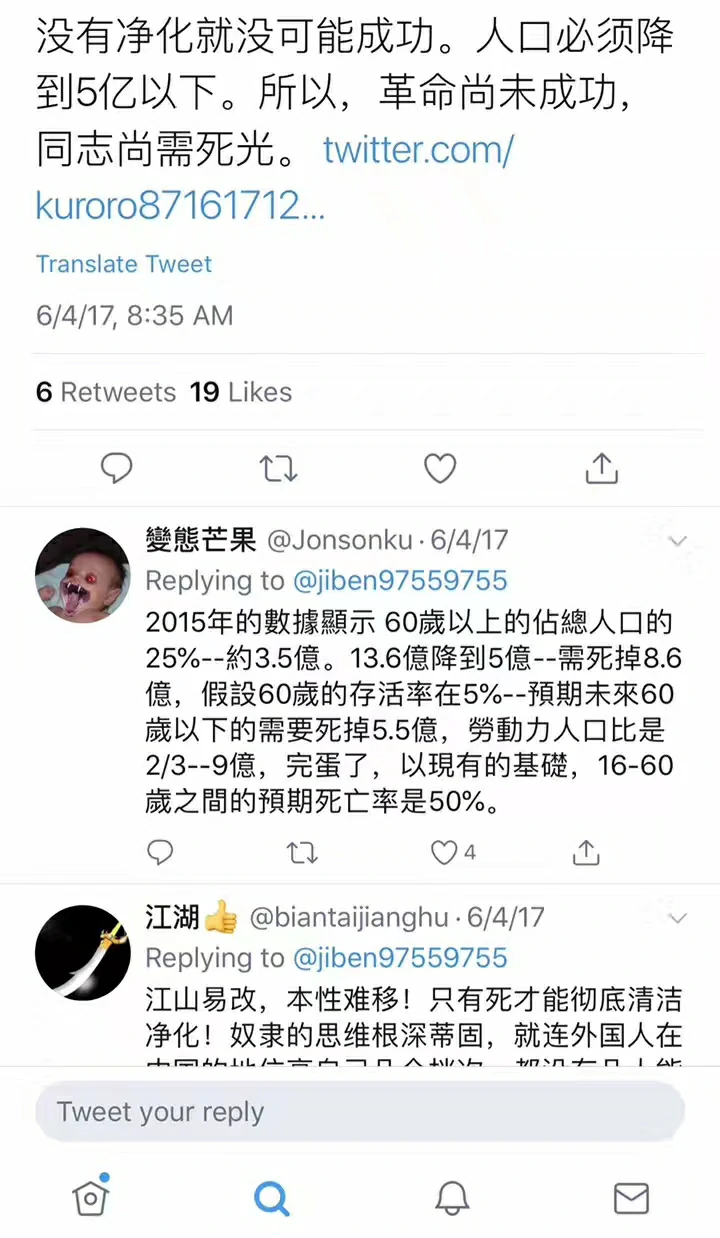 没有净化就没可能成功。人口必须降
到5亿以下。所以，革命尚未成功，
同志尚需死光。 twitter.com/
kuroro87161712...
Translate Tweet
6/4/17, 8:35 AM
6 Retweets 19 Likes
變態芒果 @Jonsonku · 6/4/17
Replying to @jiben97559755
2015年的數據顯示 60歲以上的佔總人口的
25%--約3.5億。13.6億降到5億--需死掉8.6
億，假設60歲的存活率在5%--預期未來60
歲以下的需要死掉5.5億，勞動力人口比是
2/3--9億，完蛋了，以現有的基礎，16-60
歲之間的預期死亡率是50%。
4
江湖👍 @biantaijianghu · 6/4/17
Replying to @jiben97559755
江山易改，本性难移！只有死才能彻底清洁
净化！奴隶的思维根深蒂固，就连外国人在
Tweet your reply